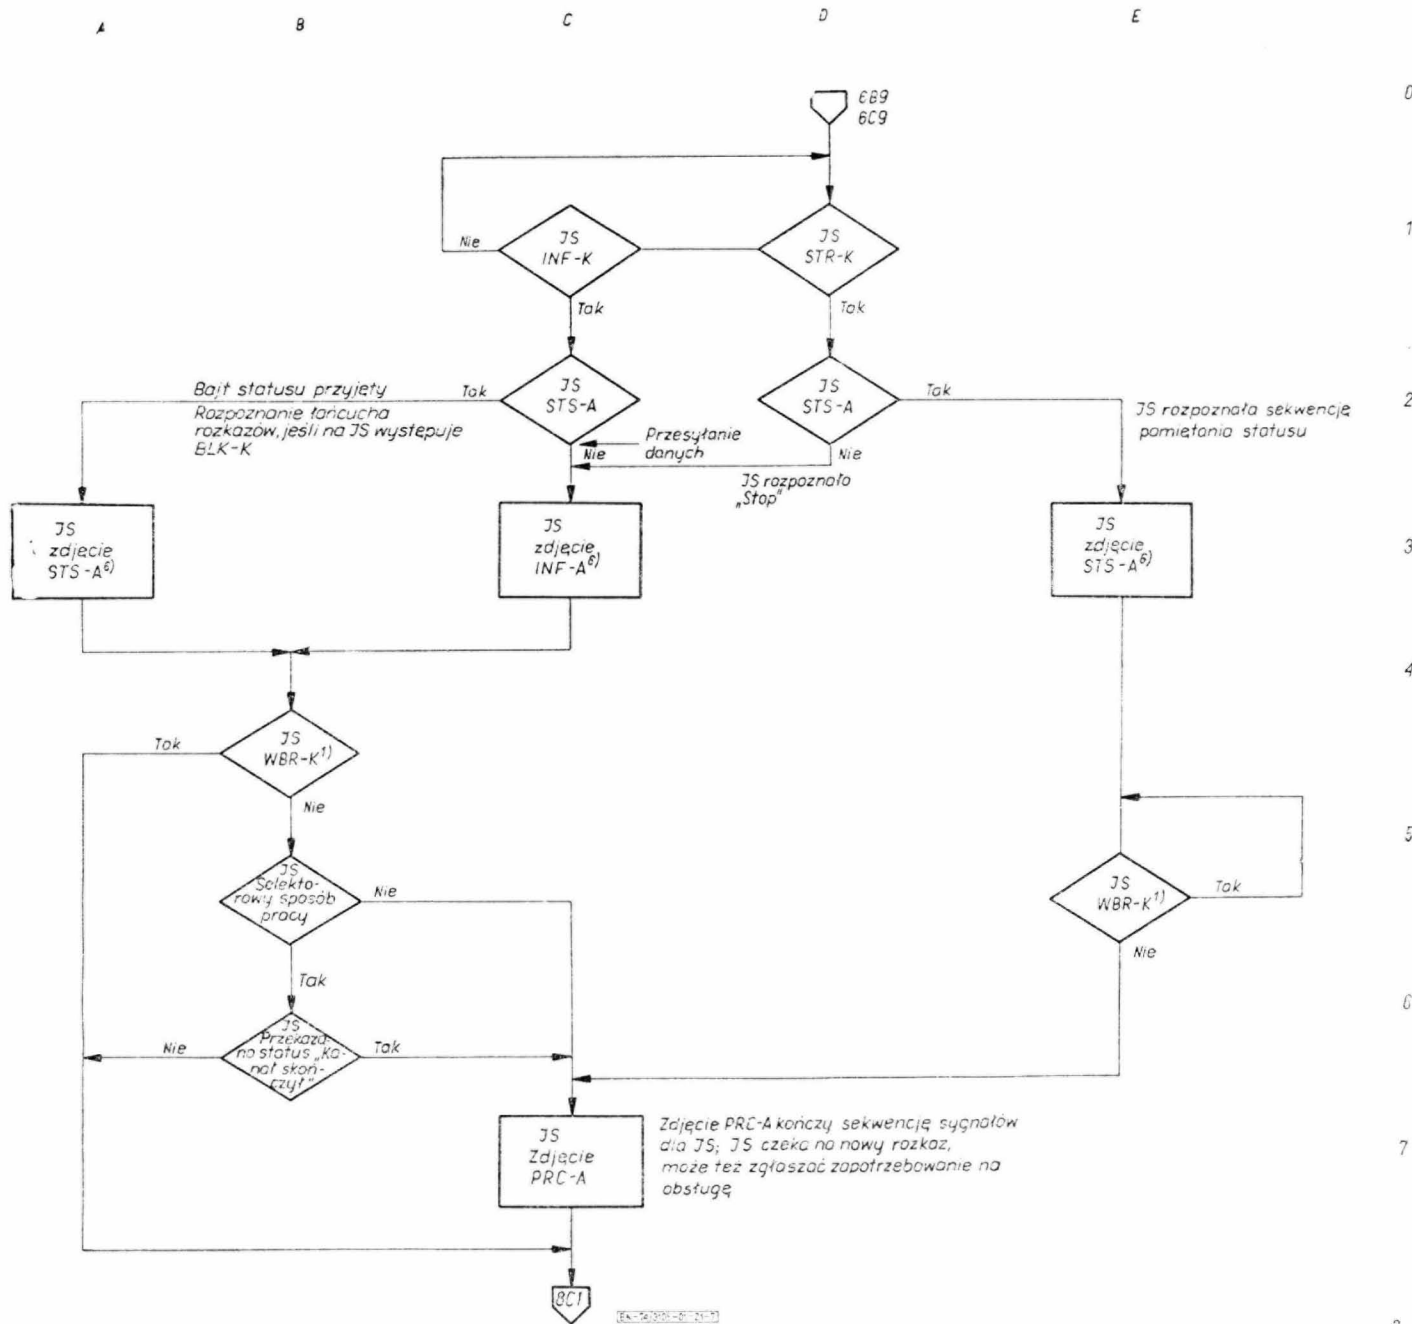 A B C D E
0
6B9
6C9
1
JS
INF-K
Nie
Tak
JS
STR-K
Tak
2
JS
STS-A
Tak
Nie
Bajt statusu przyjęty
Rozpoznanie łańcucha
rozkazów, jeśli na JS występuje
BLK-K
Przesyłanie
danych
JS
STS-A
Tak
Nie
JS rozpoznało
„Stop"
JS rozpoznała sekwencję
pamiętania statusu
3
JS
zdjęcie
STS-A6)
JS
zdjęcie
INF-A6)
JS
zdjęcie
STS-A6)
4
JS
WBR-K1)
Tak
Nie
5
JS
Selekto-
rowy sposób
pracy
Nie
Tak
JS
WBR-K1)
Tak
Nie
6
JS
Przekaza-
no status „Ka-
nał skoń-
czył"
Nie
Tak
7
JS
Zdjęcie
PRC-A
Zdjęcie PRC-A kończy sekwencję sygnałów
dla JS; JS czeka na nowy rozkaz,
może też zgłaszać zapotrzebowanie na
obsługę
8C1